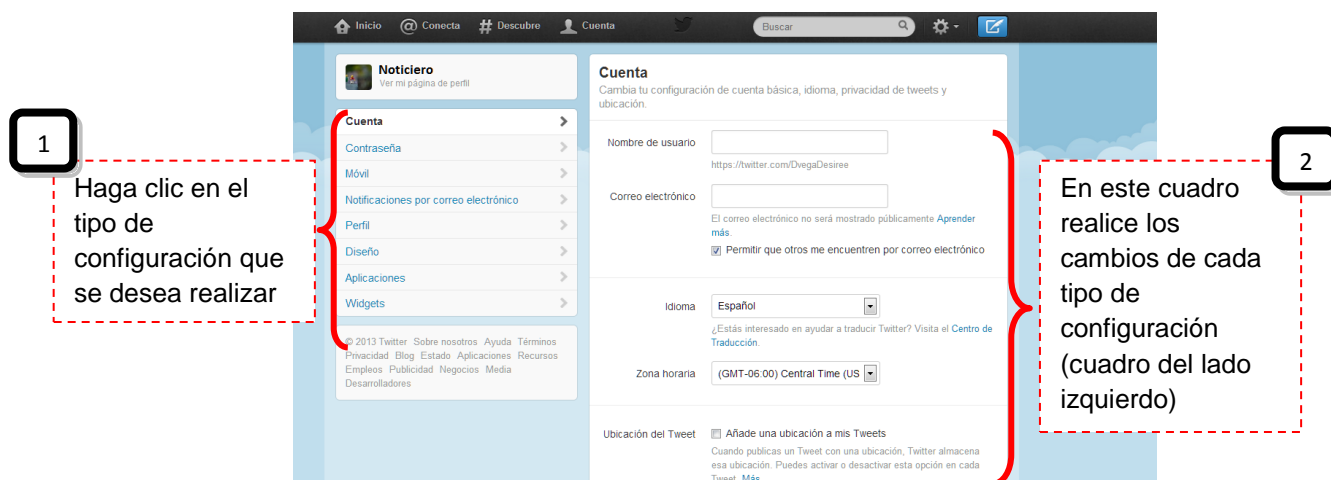 Inicio Conecta Descubre Cuenta Buscar
Noticiero
Ver mi página de perfil
Cuenta
Contraseña
Móvil
Notificaciones por correo electrónico
Perfil
Diseño
Aplicaciones
Widgets
© 2013 Twitter Sobre nosotros Ayuda Términos
Privacidad Blog Estado Aplicaciones Recursos
Empleos Publicidad Negocios Media
Desarrolladores
1
Haga clic en el
tipo de
configuración que
se desea realizar
Cuenta
Cambia tu configuración de cuenta básica, idioma, privacidad de tweets y
ubicación.
Nombre de usuario
https://twitter.com/DvegaDesiree
Correo electrónico
El correo electrónico no será mostrado públicamente Aprender
más.
Permitir que otros me encuentren por correo electrónico
Idioma Español
¿Estás interesado en ayudar a traducir Twitter? Visita el Centro de
Traducción.
Zona horaria (GMT-06:00) Central Time (US
Ubicación del Tweet Añade una ubicación a mis Tweets
Cuando publicas un Tweet con una ubicación, Twitter almacena
esa ubicación. Puedes activar o desactivar esta opción en cada
Tweet. Más
2
En este cuadro
realice los
cambios de cada
tipo de
configuración
(cuadro del lado
izquierdo)